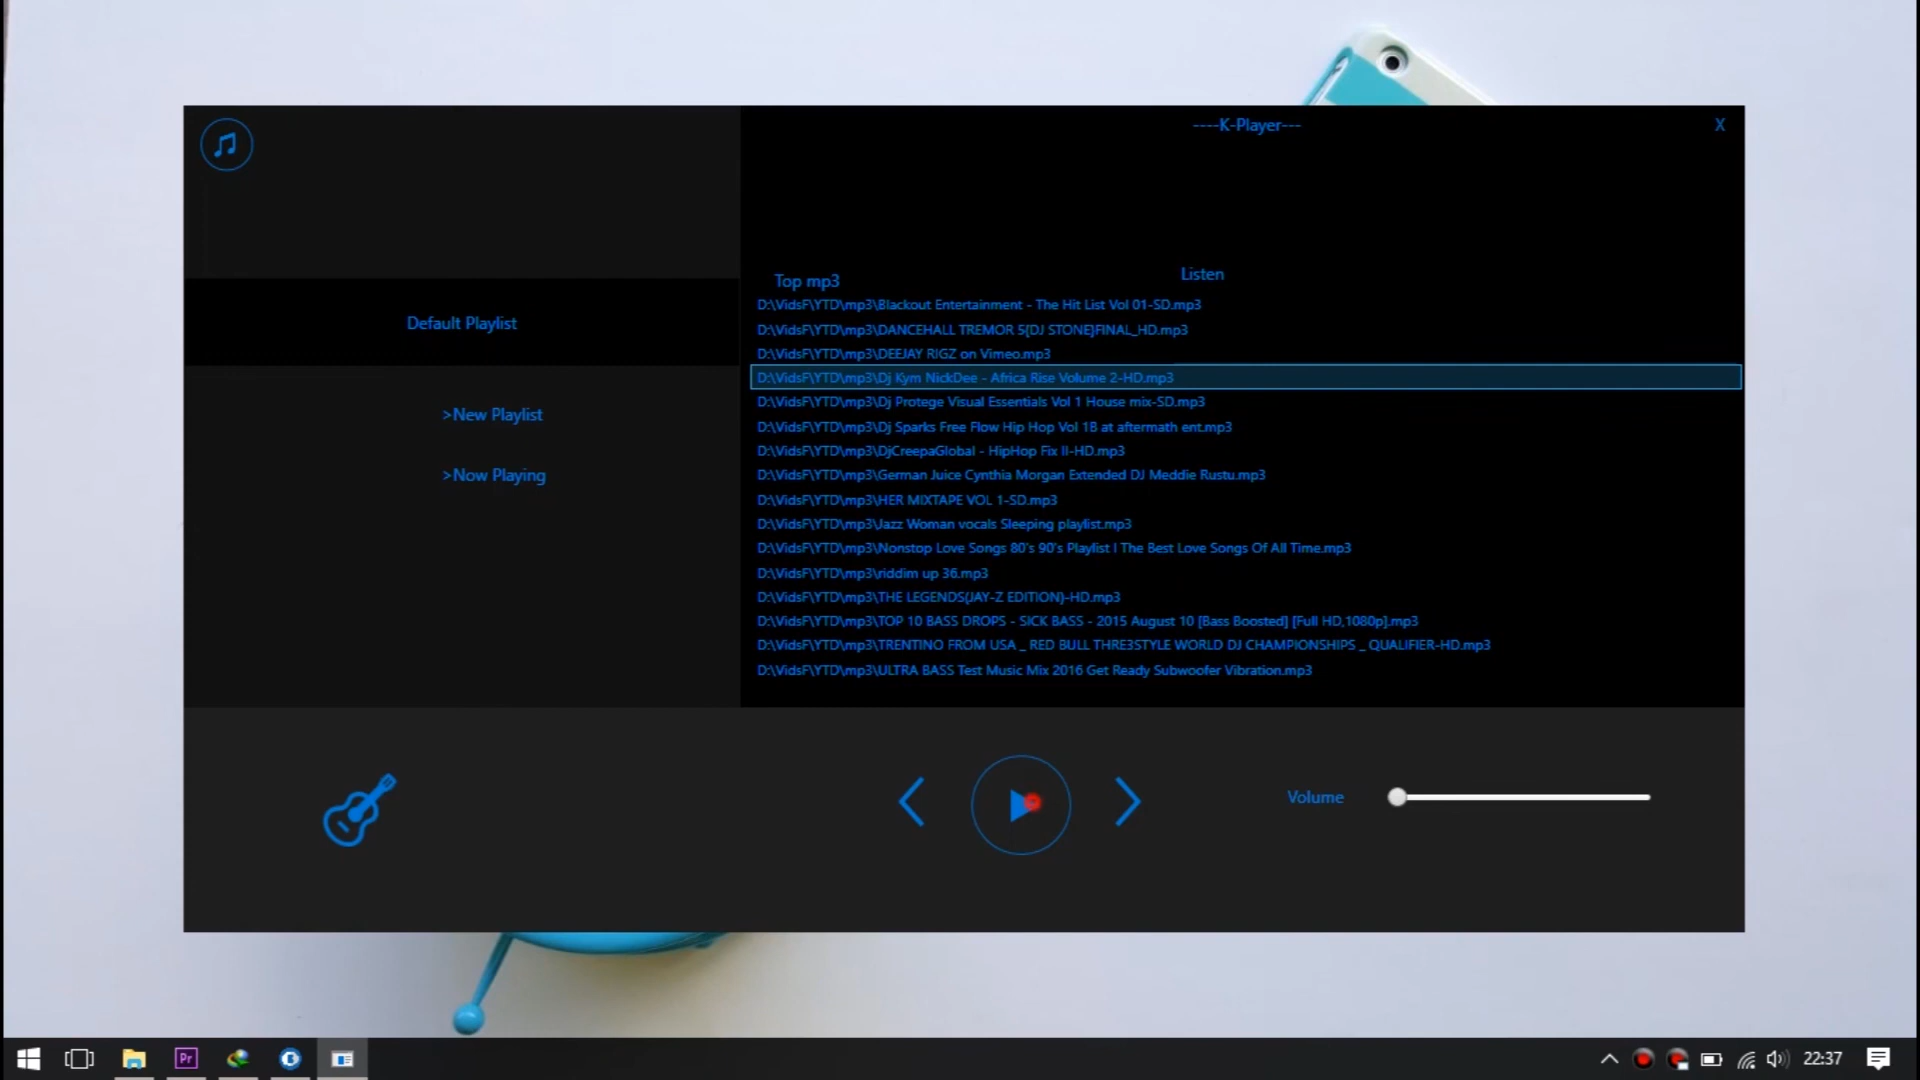 ----K-Player---
X
Default Playlist
>New Playlist
>Now Playing
Top mp3
Listen
D:\VidsF\YTD\mp3\Blackout Entertainment - The Hit List Vol 01-SD.mp3
D:\VidsF\YTD\mp3\DANCEHALL TREMOR 5{DJ STONE}FINAL_HD.mp3
D:\VidsF\YTD\mp3\DEEJAY RIGZ on Vimeo.mp3
D:\VidsF\YTD\mp3\Dj Kym NickDee - Africa Rise Volume 2-HD.mp3
D:\VidsF\YTD\mp3\Dj Protege Visual Essentials Vol 1 House mix-SD.mp3
D:\VidsF\YTD\mp3\Dj Sparks Free Flow Hip Hop Vol 1B at aftermath ent.mp3
D:\VidsF\YTD\mp3\DjCreepaGlobal - HipHop Fix II-HD.mp3
D:\VidsF\YTD\mp3\German Juice Cynthia Morgan Extended DJ Meddie Rustu.mp3
D:\VidsF\YTD\mp3\HER MIXTAPE VOL 1-SD.mp3
D:\VidsF\YTD\mp3\Jazz Woman vocals Sleeping playlist.mp3
D:\VidsF\YTD\mp3\Nonstop Love Songs 80's 90's Playlist l The Best Love Songs Of All Time.mp3
D:\VidsF\YTD\mp3\riddim up 36.mp3
D:\VidsF\YTD\mp3\THE LEGENDS(JAY-Z EDITION)-HD.mp3
D:\VidsF\YTD\mp3\TOP 10 BASS DROPS - SICK BASS - 2015 August 10 [Bass Boosted] [Full HD,1080p].mp3
D:\VidsF\YTD\mp3\TRENTINO FROM USA _ RED BULL THRE3STYLE WORLD DJ CHAMPIONSHIPS _ QUALIFIER-HD.mp3
D:\VidsF\YTD\mp3\ULTRA BASS Test Music Mix 2016 Get Ready Subwoofer Vibration.mp3
Volume
Pr
22:37